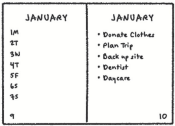 JANUARY
1M
2T
3W
4T
5F
6S
7S
9
JANUARY
• Donate Clothes
• Plan Trip
• Back up site
• Dentist
• Daycare
10